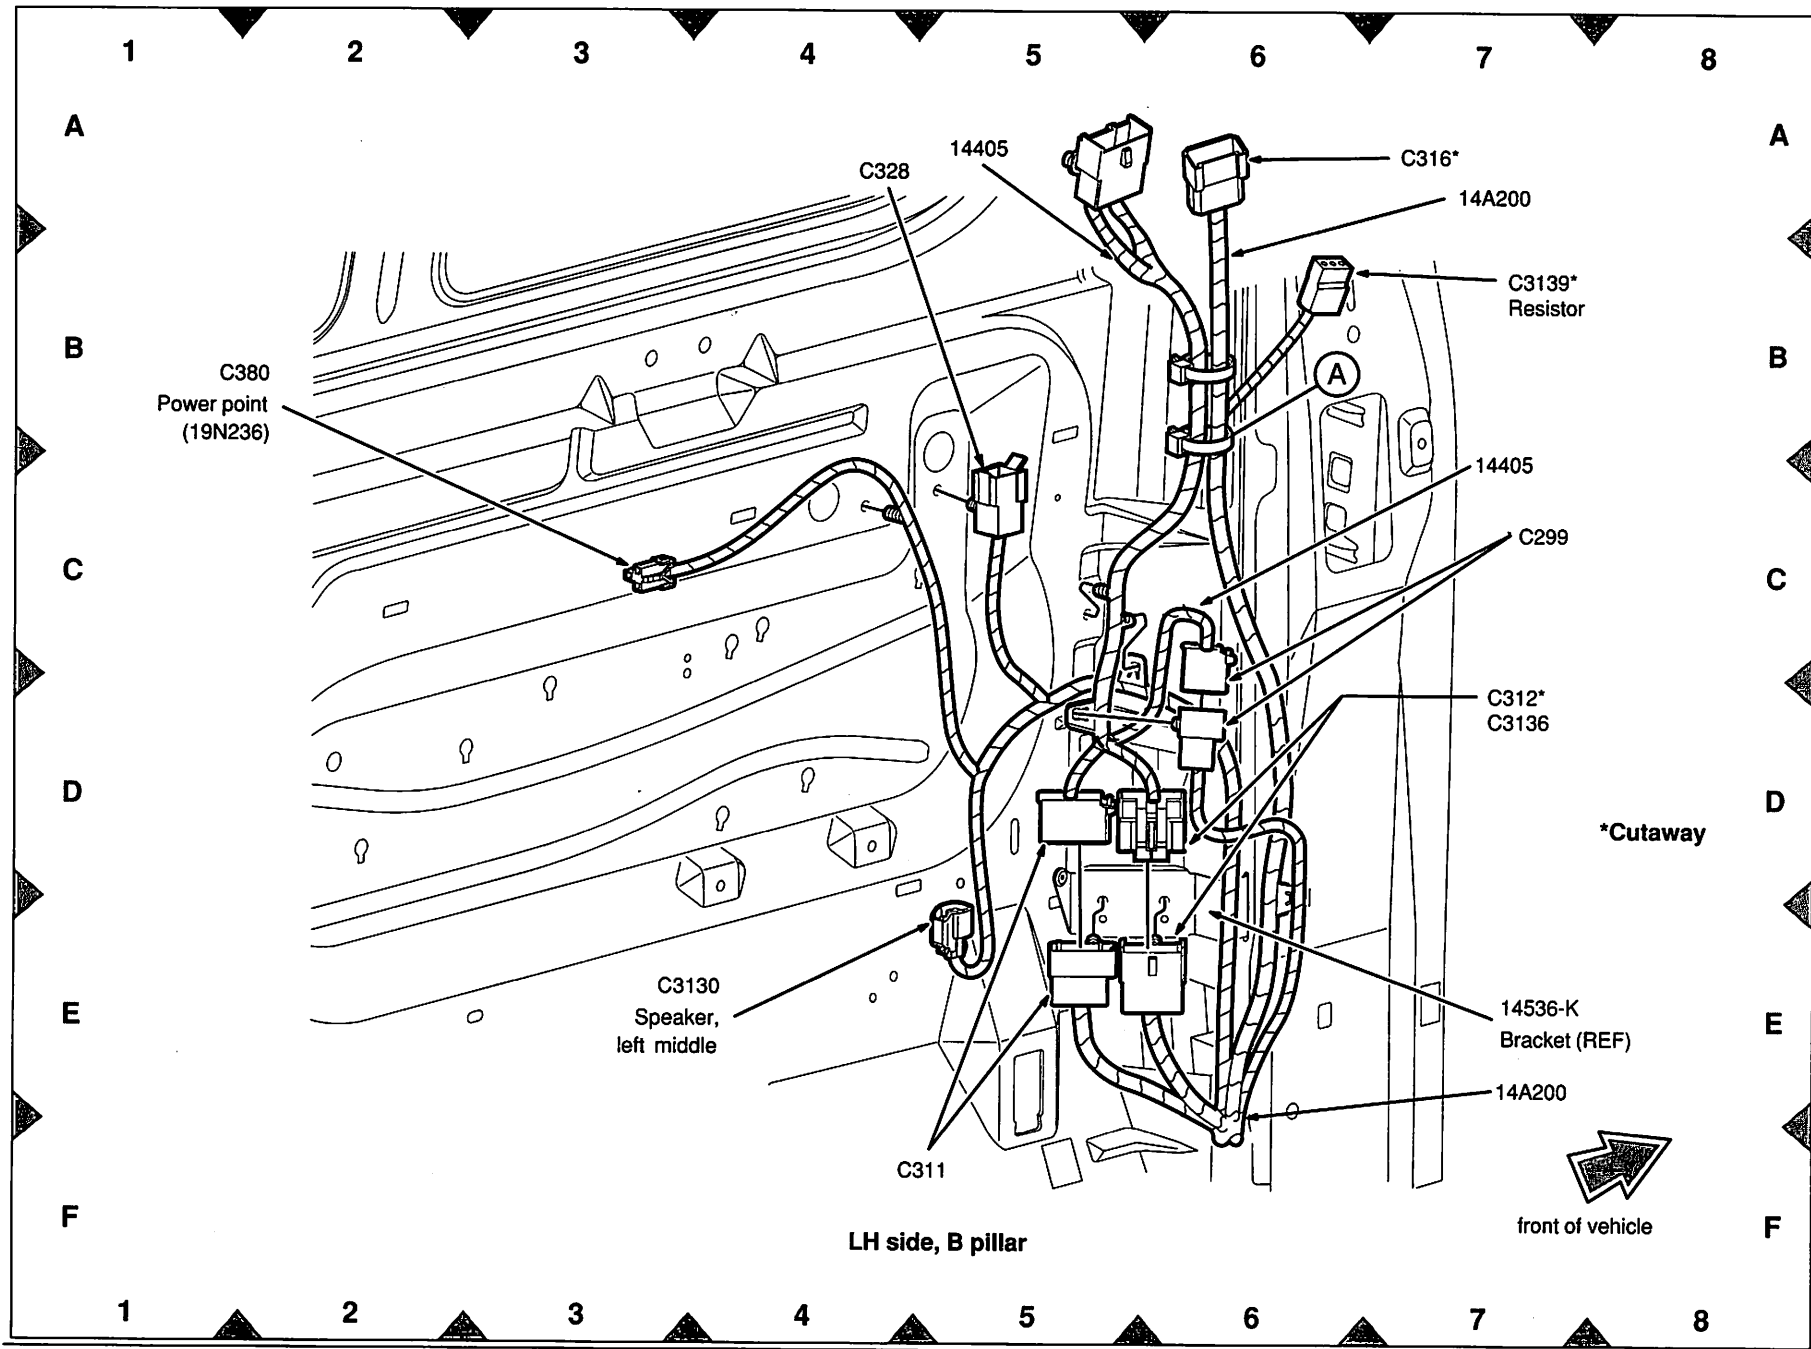 1 2 3 4 5 6 7 8
A A
14405
C316*
C328
14A200
C3139*
Resistor
B B
A
C380
Power point
(19N236)
14405
C299
C C
C312*
C3136
D D
*Cutaway
C3130
Speaker,
left middle
14536-K
Bracket (REF)
E E
14A200
C311
front of vehicle
F F
LH side, B pillar
1 2 3 4 5 6 7 8